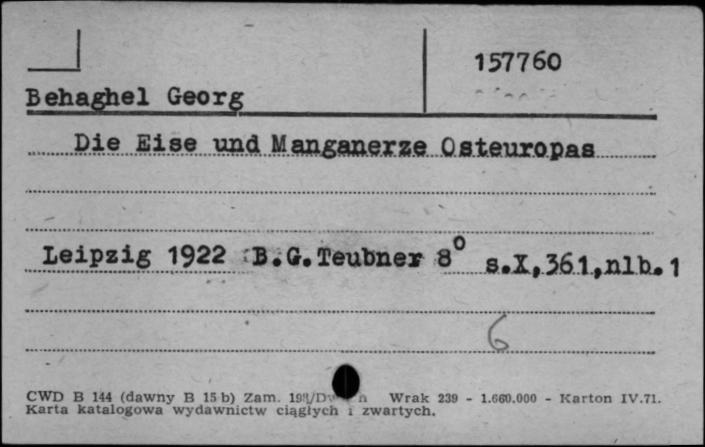 157760
Behaghel Georg
Die Eise und Manganerze Osteuropas
Leipzig 1922 B.G.Teubner 8° s.X,361,nlb.1
6
CWD B 144 (dawny B 15 b) Zam. Wrak 239 - 1.660.000 - Karton IV.71.
Karta katalogowa wydawnictw ciągłych i zwartych.